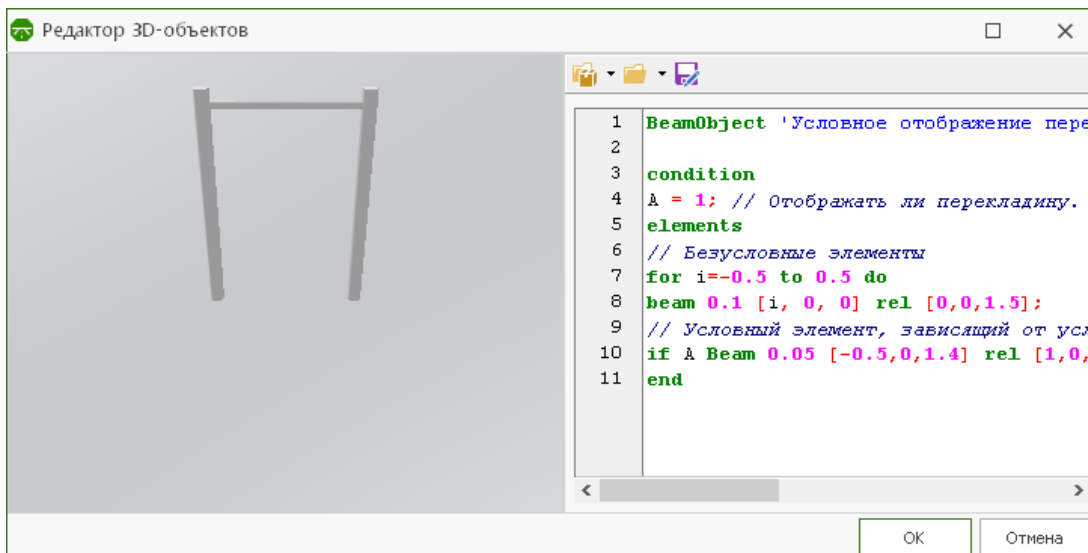 Редактор 3D-объектов
1 BeamObject 'Условное отображение пере
2
3 condition
4 A = 1; // Отображать ли перекладину.
5 elements
6 // Безусловные элементы
7 for i=-0.5 to 0.5 do
8 beam 0.1 [i, 0, 0] rel [0,0,1.5];
9 // Условный элемент, зависящий от усл
10 if A Beam 0.05 [-0.5,0,1.4] rel [1,0,
11 end
OK
Отмена